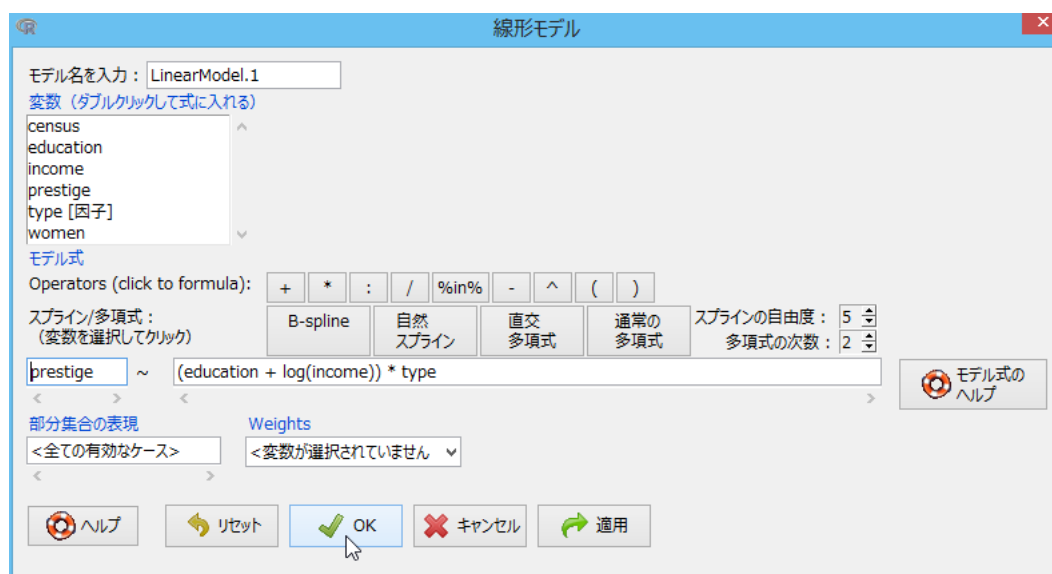 線形モデル
モデル名を入力： LinearModel.1
変数（ダブルクリックして式に入れる）
census
education
income
prestige
type [因子]
women
モデル式
Operators (click to formula): + * : / %in% - ^ ( )
スプライン/多項式：
（変数を選択してクリック）
B-spline
自然
スプライン
直交
多項式
通常の
多項式
スプラインの自由度： 5
多項式の次数： 2
prestige ~ (education + log(income)) * type
モデル式の
ヘルプ
部分集合の表現 Weights
<全ての有効なケース> <変数が選択されていません
ヘルプ リセット OK キャンセル 適用